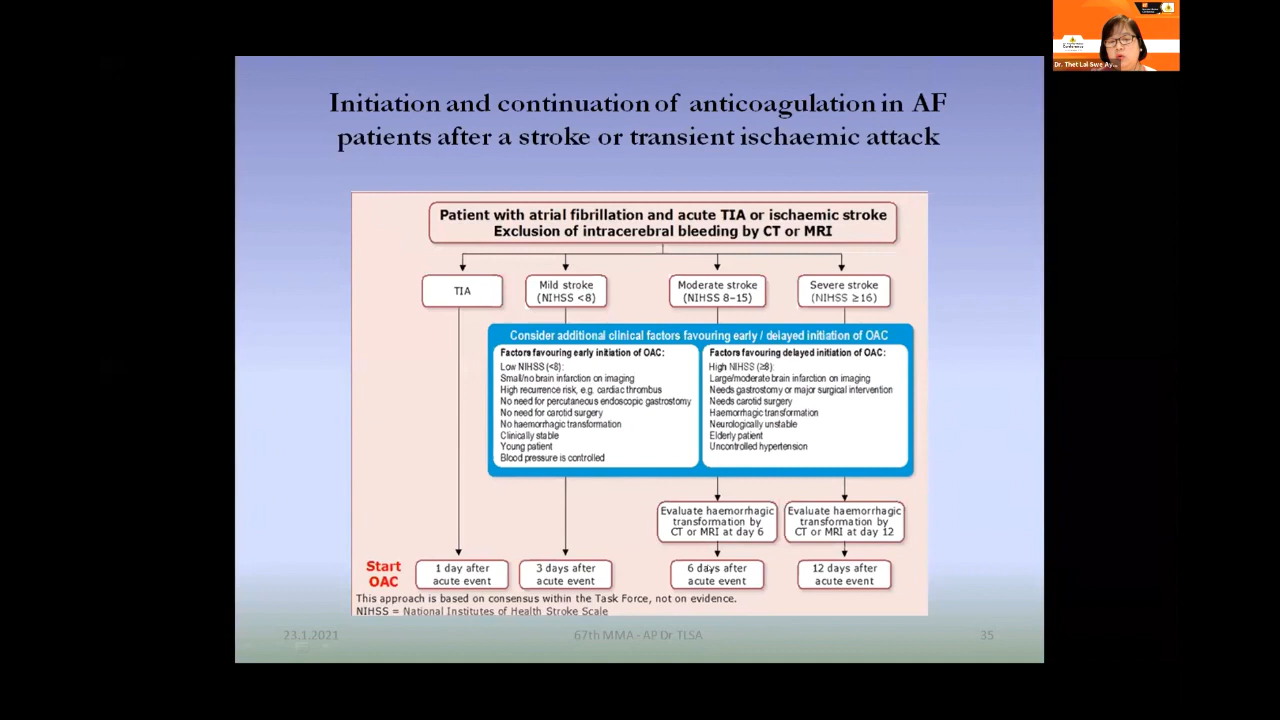 Conference
Dr. Thet Lai Swe Ay...
Initiation and continuation of anticoagulation in AF
patients after a stroke or transient ischaemic attack
Patient with atrial fibrillation and acute TIA or ischaemic stroke
Exclusion of intracerebral bleeding by CT or MRI
TIA
Mild stroke
(NIHSS <8)
Moderate stroke
(NIHSS 8–15)
Severe stroke
(NIHSS ≥16)
Consider additional clinical factors favouring early / delayed initiation of OAC
Factors favouring early initiation of OAC:
Low NIHSS (<8):
Small/no brain infarction on imaging
High recurrence risk, e.g. cardiac thrombus
No need for percutaneous endoscopic gastrostomy
No need for carotid surgery
No haemorrhagic transformation
Clinically stable
Young patient
Blood pressure is controlled
Factors favouring delayed initiation of OAC:
High NIHSS (≥8):
Large/moderate brain infarction on imaging
Needs gastrostomy or major surgical intervention
Needs carotid surgery
Haemorrhagic transformation
Neurologically unstable
Elderly patient
Uncontrolled hypertension
Evaluate haemorrhagic
transformation by
CT or MRI at day 6
Evaluate haemorrhagic
transformation by
CT or MRI at day 12
Start
OAC
1 day after
acute event
3 days after
acute event
6 days after
acute event
12 days after
acute event
This approach is based on consensus within the Task Force, not on evidence.
NIHSS = National Institutes of Health Stroke Scale
23.1.2021
67th MMA - AP Dr. TLSA
35